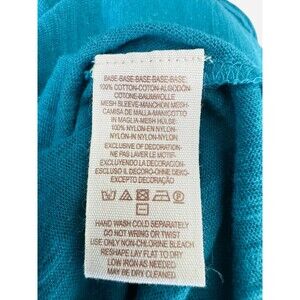 BASE-BASE-BASE-BASE-BASE
100% COTTON-COTTON-ALGODÓN
COTONE-BAUMWOLLE
MESH SLEEVE-MANCHON MESH-
CAMISA DE MALLA-MANICOTTO
IN MAGLIA-MESH HÜLSE
100% NYLON-EN NYLON-
NYLON-IN NYLON-NYLON
EXCLUSIVE OF DECORATION-
NE PAS LAVER LE MOTIF-
EXCLUYENDO LA DECORACION-
ESCLUSO IL DECORO-OHNE DEKO-
EXCEPTO DECORAÇÃO
HAND WASH COLD SEPARATELY
DO NOT WRING OR TWIST
USE ONLY NON-CHLORINE BLEACH
RESHAPE LAY FLAT TO DRY
LOW IRON AS NEEDED
MAY BE DRY CLEANED